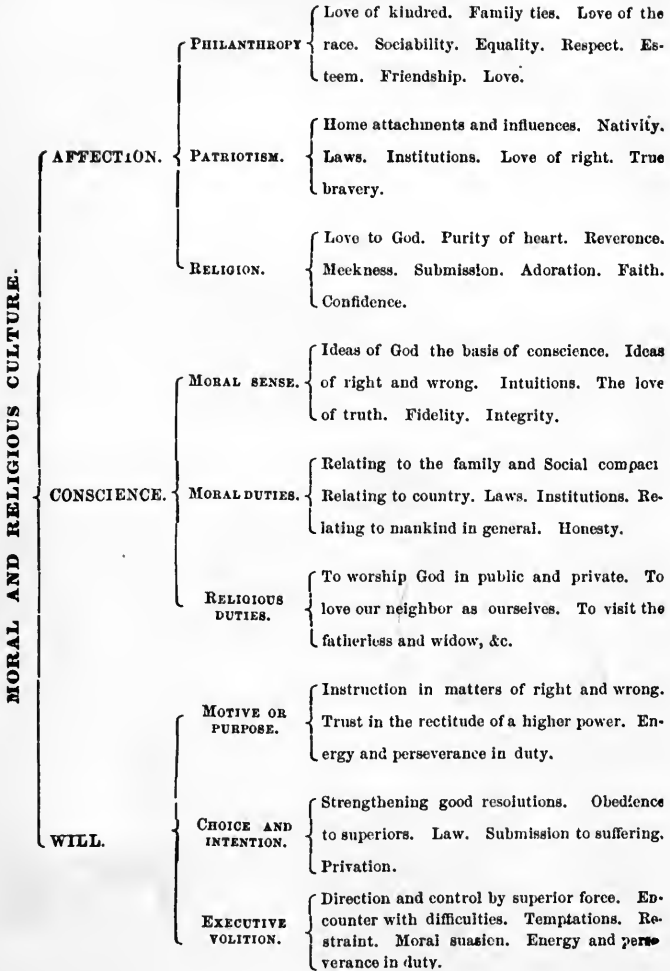 MORAL AND RELIGIOUS CULTURE.
AFFECTION.
PHILANTHROPY
Love of kindred. Family ties. Love of the
race. Sociability. Equality. Respect. Es-
teem. Friendship. Love.
PATRIOTISM.
Home attachments and influences. Nativity.
Laws. Institutions. Love of right. True
bravery.
RELIGION.
Love to God. Purity of heart. Reverence.
Meekness. Submission. Adoration. Faith.
Confidence.
CONSCIENCE.
MORAL SENSE.
Ideas of God the basis of conscience. Ideas
of right and wrong. Intuitions. The love
of truth. Fidelity. Integrity.
MORAL DUTIES.
Relating to the family and Social compact
Relating to country. Laws. Institutions. Re-
lating to mankind in general. Honesty.
RELIGIOUS
DUTIES.
To worship God in public and private. To
love our neighbor as ourselves. To visit the
fatherless and widow, &c.
WILL.
MOTIVE OR
PURPOSE.
Instruction in matters of right and wrong.
Trust in the rectitude of a higher power. En-
ergy and perseverance in duty.
CHOICE AND
INTENTION.
Strengthening good resolutions. Obedience
to superiors. Law. Submission to suffering.
Privation.
EXECUTIVE
VOLITION.
Direction and control by superior force. En-
counter with difficulties. Temptations. Re-
straint. Moral suasion. Energy and perse-
verance in duty.